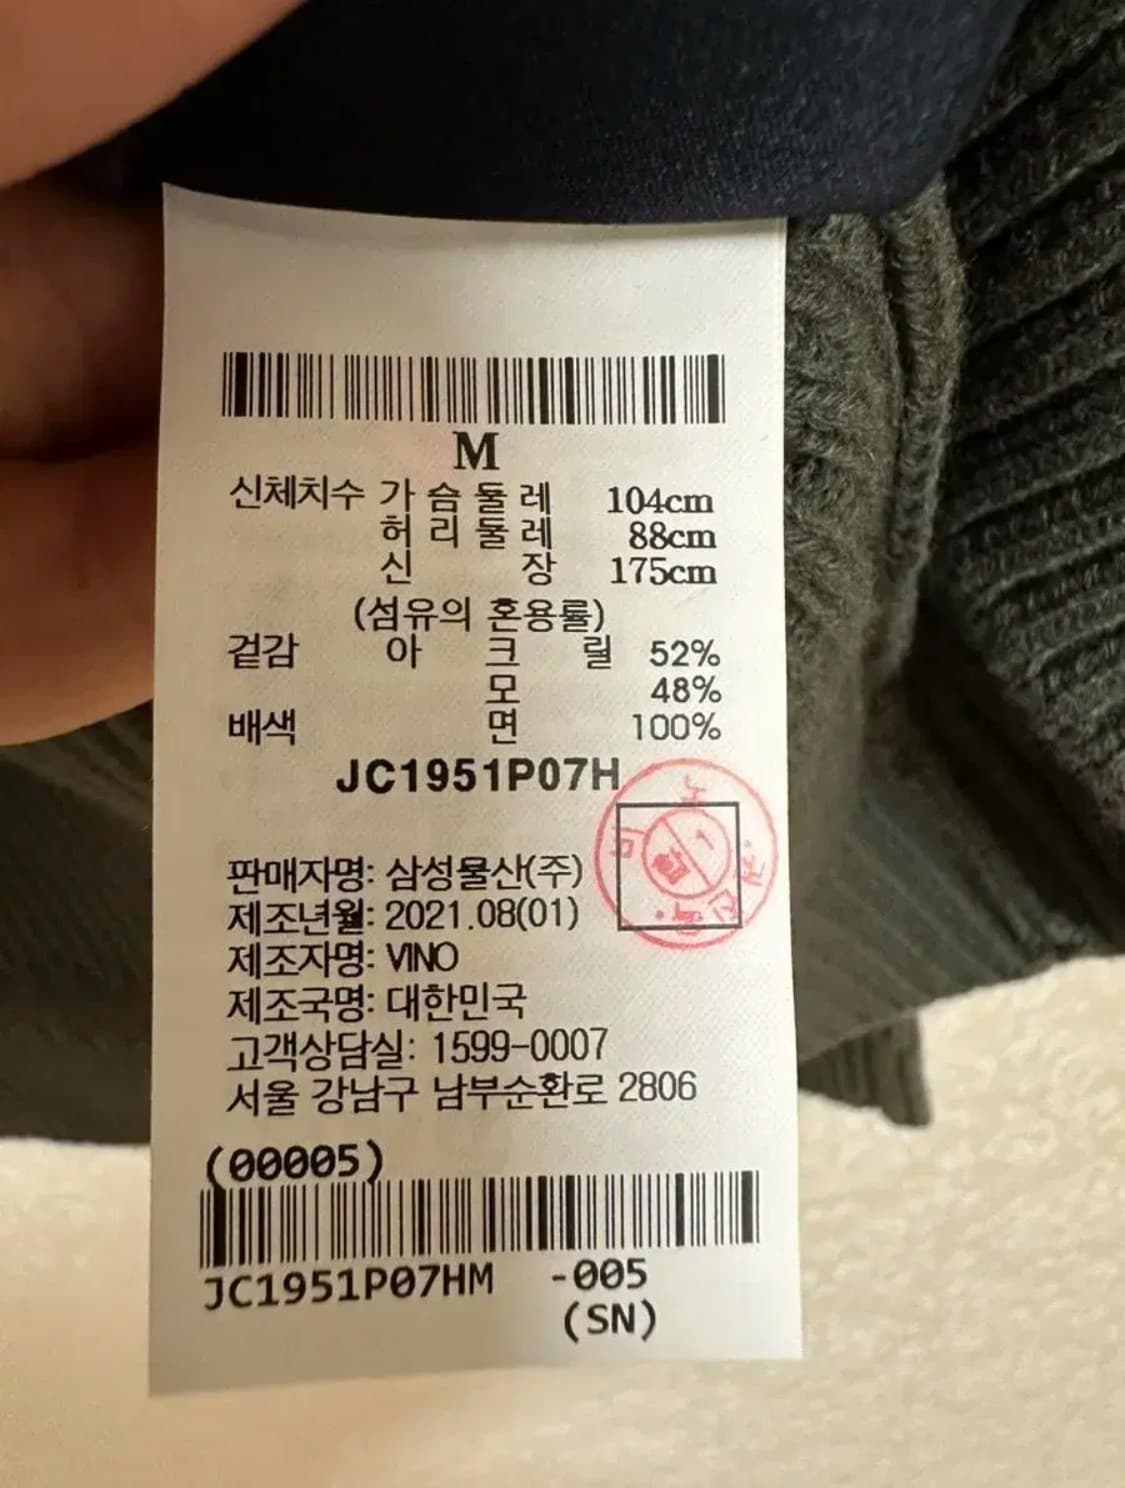 M
신체치수 가슴둘레 104cm
허리둘레 88cm
신장 175cm
(섬유의 혼용률)
겉감 아크릴 52%
모 48%
배색 면 100%
JC1951P07H
판매자명: 삼성물산(주)
제조년월: 2021.08(01)
제조자명: VINO
제조국명: 대한민국
고객상담실: 1599-0007
서울 강남구 남부순환로 2806
(00005)
JC1951P07HM -005
(SN)